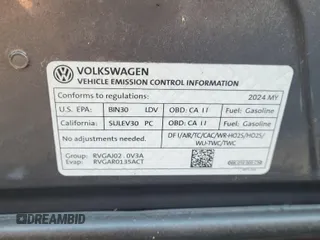 VOLKSWAGEN
VEHICLE EMISSION CONTROL INFORMATION
Conforms to regulations: 2024 MY
U.S. EPA: BIN30 LDV OBD: CA II Fuel: Gasoline
California: SULEV30 PC OBD: CA II Fuel: Gasoline
No adjustments needed. DFI/AR/TC/CAC/WR-HO2S/HO2S/
WU-TWC/TWC
Group: RVGAJ02.0V3A
Evap: RVGAR0135ACT
DREAMBID